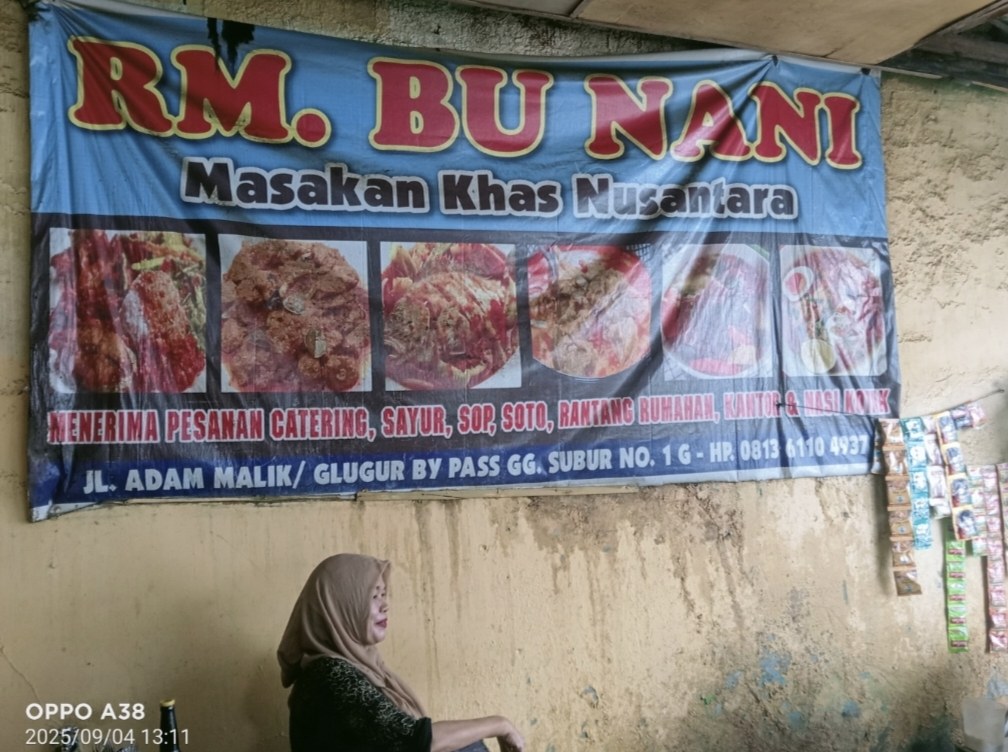 RM. BU NANI
Masakan Khas Nusantara
MENERIMA PESANAN CATERING, SAYUR, SOP, SOTO, RANTANG RUMAHAN, KANTOR & NASI KOTAK
JL. ADAM MALIK/ GLUGUR BY PASS GG. SUBUR NO. 1 G - HP. 0813 6110 4937
OPPO A38
2025/09/04 13:11